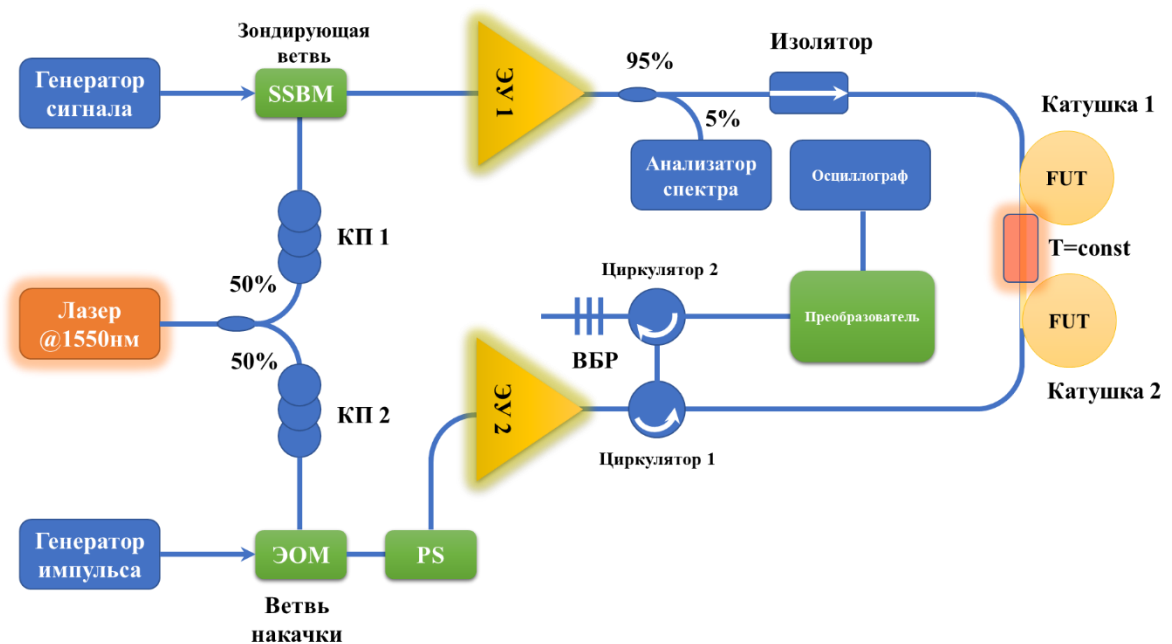 Зондирующая
ветвь
Генератор
сигнала
SSBM
ЭУ 1
95%
5%
Изолятор
Анализатор
спектра
Осциллограф
Катушка 1
FUT
T=const
FUT
Катушка 2
КП 1
50%
Лазер
@1550нм
50%
КП 2
Циркулятор 2
Преобразователь
ВБР
ЭУ 2
Циркулятор 1
Генератор
импульса
ЭОМ
PS
Ветвь
накачки